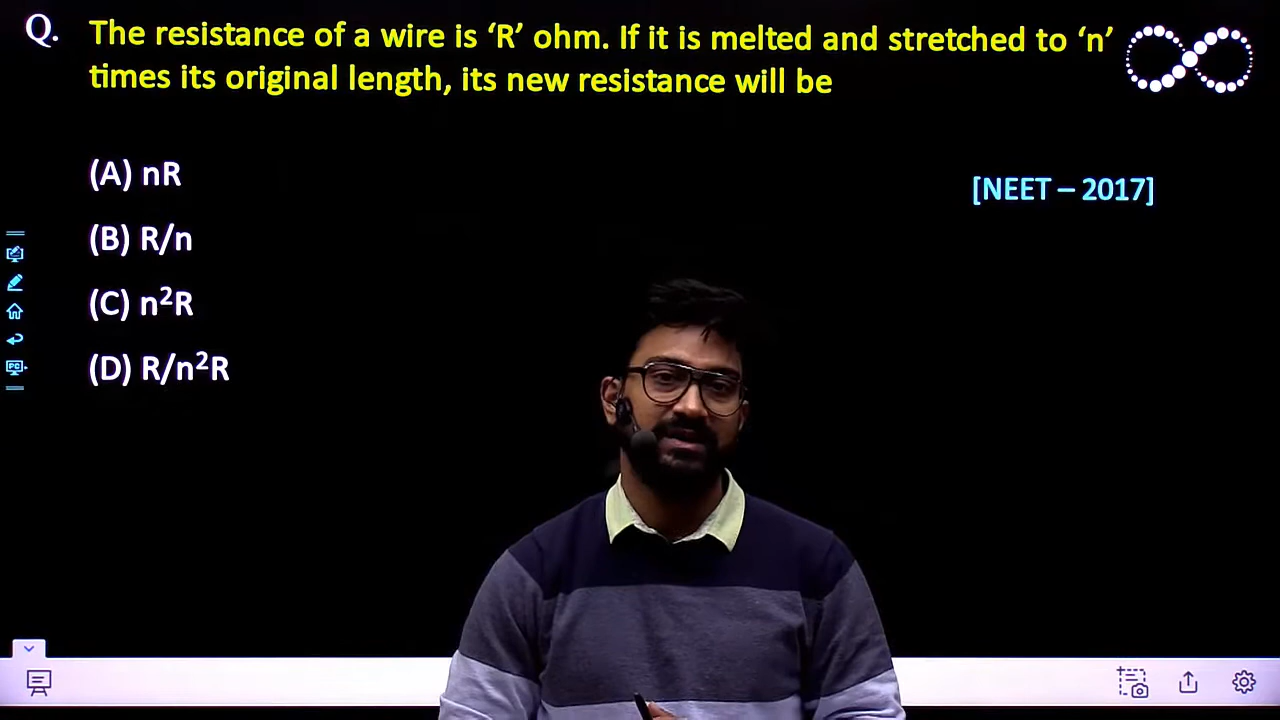 Q. The resistance of a wire is ‘R’ ohm. If it is melted and stretched to ‘n’
times its original length, its new resistance will be
(A) nR
[NEET – 2017]
(B) R/n
(C) n²R
(D) R/n²R
PC